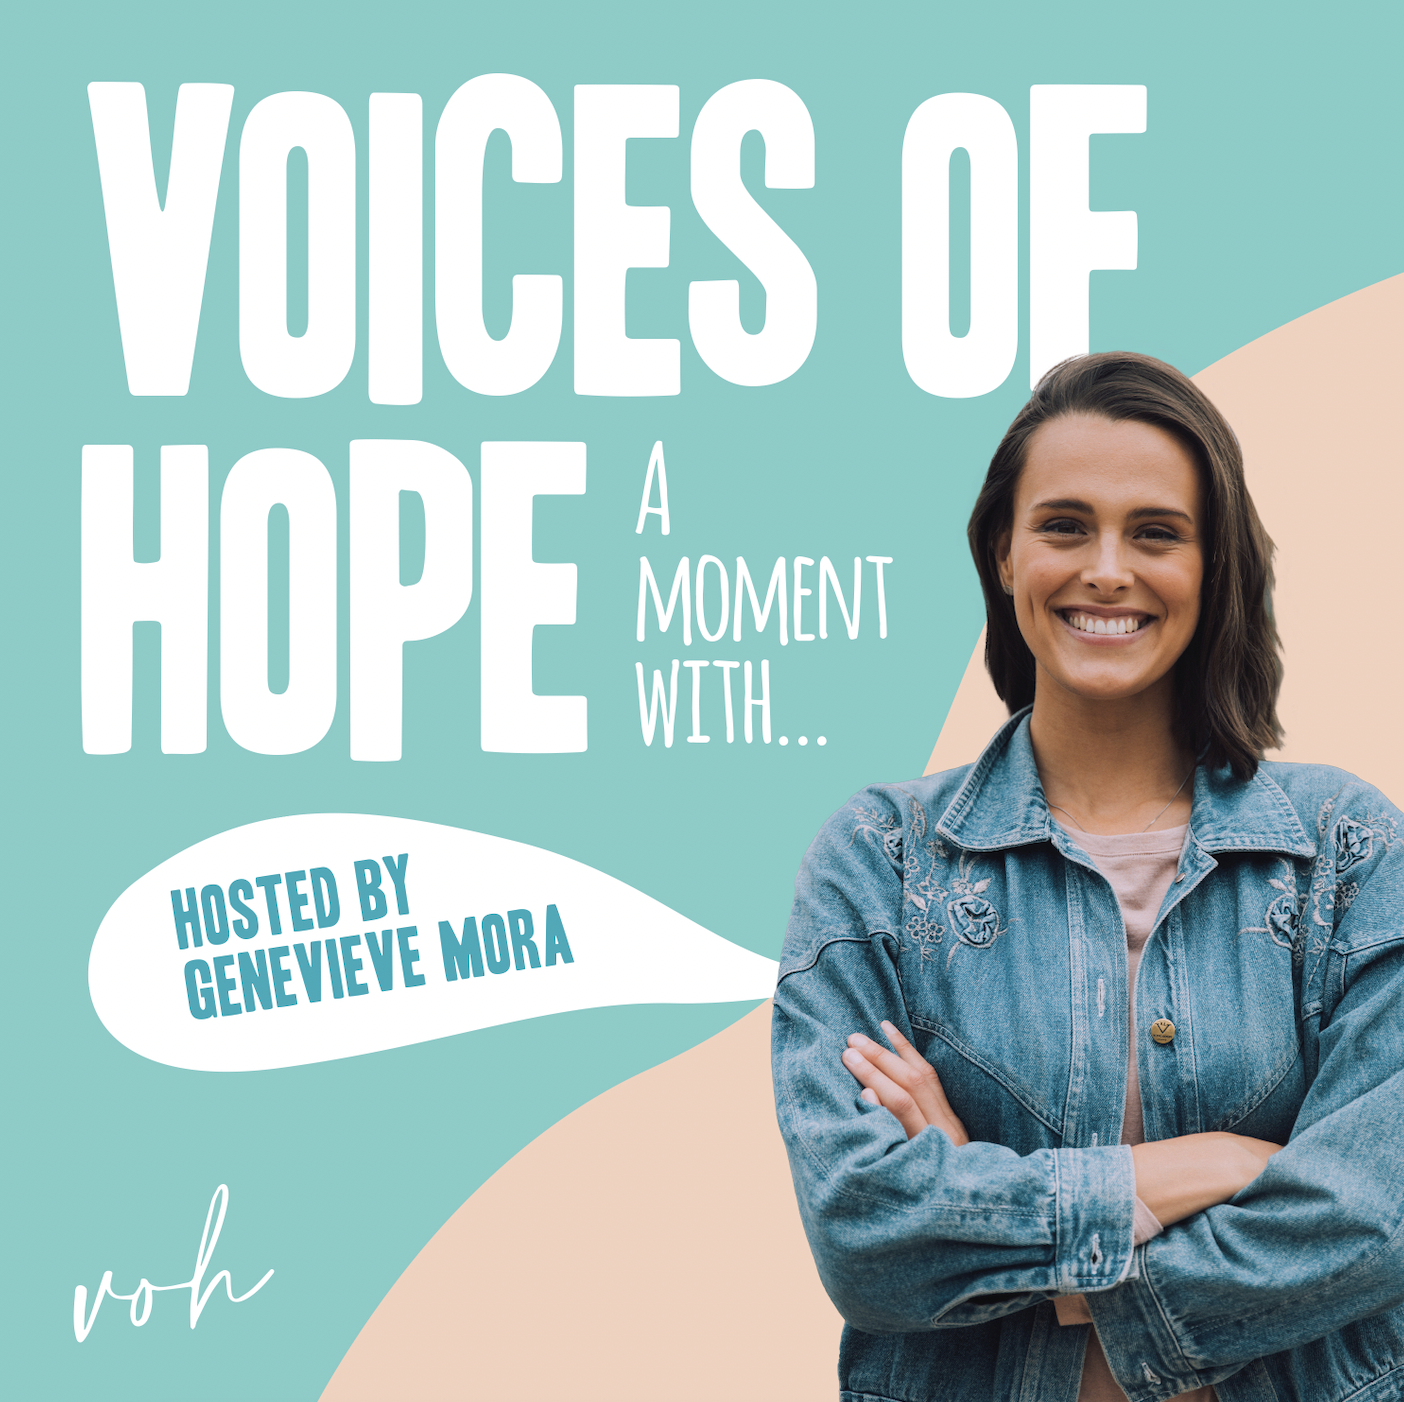 VOICES OF
HOPE
A
MOMENT
WITH...
HOSTED BY
GENEVIEVE MORA
voh